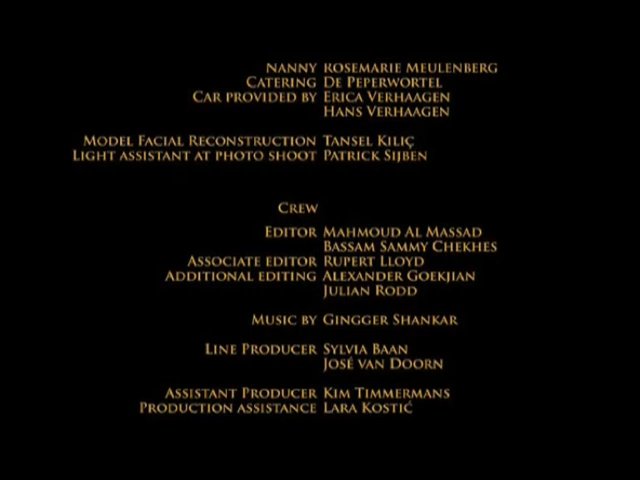 Nanny Rosemarie Meulenberg
Catering De Peperwortel
Car provided by Erica Verhaagen
Hans Verhaagen
Model Facial Reconstruction Tansel Kiliç
Light assistant at photo shoot Patrick Sijben
Crew
Editor Mahmoud Al Massad
Bassam Sammy Chekhes
Associate editor Rupert Lloyd
Additional editing Alexander Goekjian
Julian Rodd
Music by Gingger Shankar
Line Producer Sylvia Baan
José van Doorn
Assistant Producer Kim Timmermans
Production assistance Lara Kostić